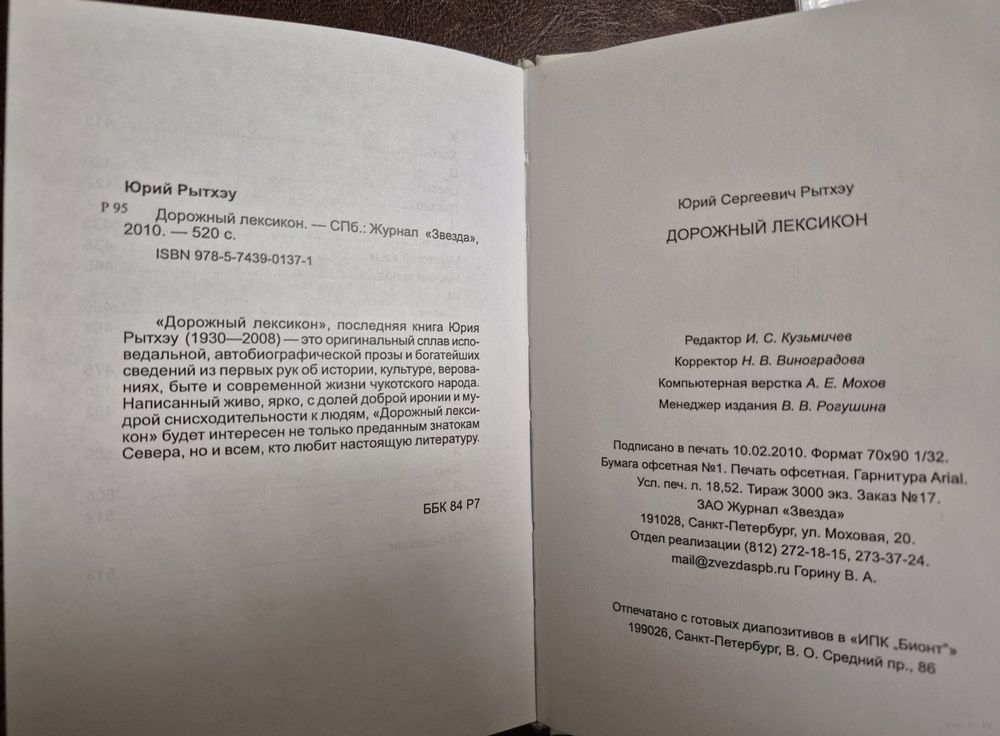 Юрий Рытхэу
Р 95
Дорожный лексикон. — СПб.: Журнал «Звезда»,
2010. — 520 с.
ISBN 978-5-7439-0137-1
«Дорожный лексикон», последняя книга Юрия
Рытхэу (1930—2008) — это оригинальный сплав испо-
ведальной, автобиографической прозы и богатейших
сведений из первых рук об истории, культуре, верова-
ниях, быте и современной жизни чукотского народа.
Написанный живо, ярко, с долей доброй иронии и му-
дрой снисходительности к людям, «Дорожный лекси-
кон» будет интересен не только преданным знатокам
Севера, но и всем, кто любит настоящую литературу.
ББК 84 Р7
Юрий Сергеевич Рытхэу
ДОРОЖНЫЙ ЛЕКСИКОН
Редактор И. С. Кузьмичев
Корректор Н. В. Виноградова
Компьютерная верстка А. Е. Мохов
Менеджер издания В. В. Рогушина
Подписано в печать 10.02.2010. Формат 70х90 1/32.
Бумага офсетная №1. Печать офсетная. Гарнитура Arial.
Усл. печ. л. 18,52. Тираж 3000 экз. Заказ №17.
ЗАО Журнал «Звезда»
191028, Санкт-Петербург, ул. Моховая, 20.
Отдел реализации (812) 272-18-15, 273-37-24.
mail@zvezdaspb.ru Горину В. А.
Отпечатано с готовых диапозитивов в «ИПК „Бионт"»
199026, Санкт-Петербург, В. О. Средний пр., 86